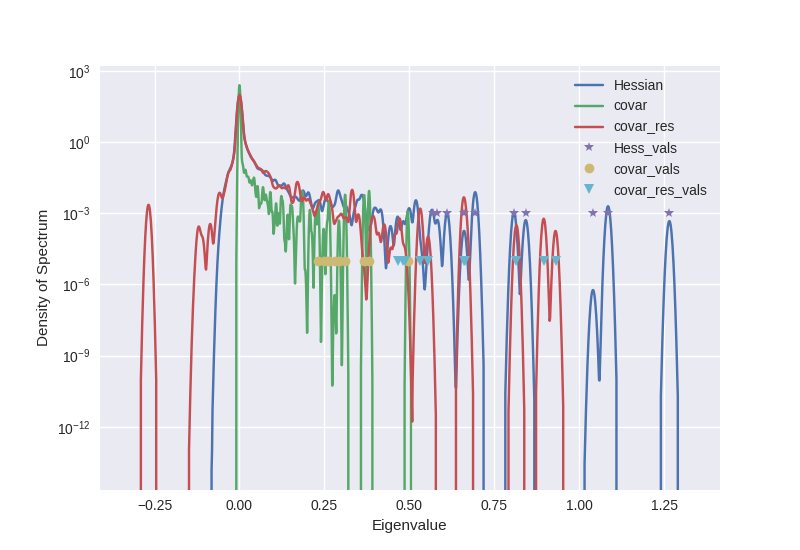 10^3
10^0
10^−3
10^−6
10^−9
10^−12
Density of Spectrum
Hessian
covar
covar_res
Hess_vals
covar_vals
covar_res_vals
−0.25 0.00 0.25 0.50 0.75 1.00 1.25
Eigenvalue